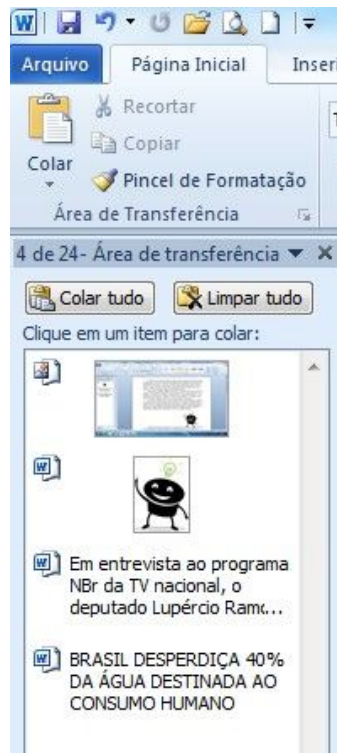 W
Arquivo Página Inicial Inseri
Recortar
Copiar
Colar
Pincel de Formatação
Área de Transferência
4 de 24- Área de transferência
Colar tudo Limpar tudo
Clique em um item para colar:
Em entrevista ao programa
NBr da TV nacional, o
deputado Lupércio Ramo...
BRASIL DESPERDIÇA 40%
DA ÁGUA DESTINADA AO
CONSUMO HUMANO